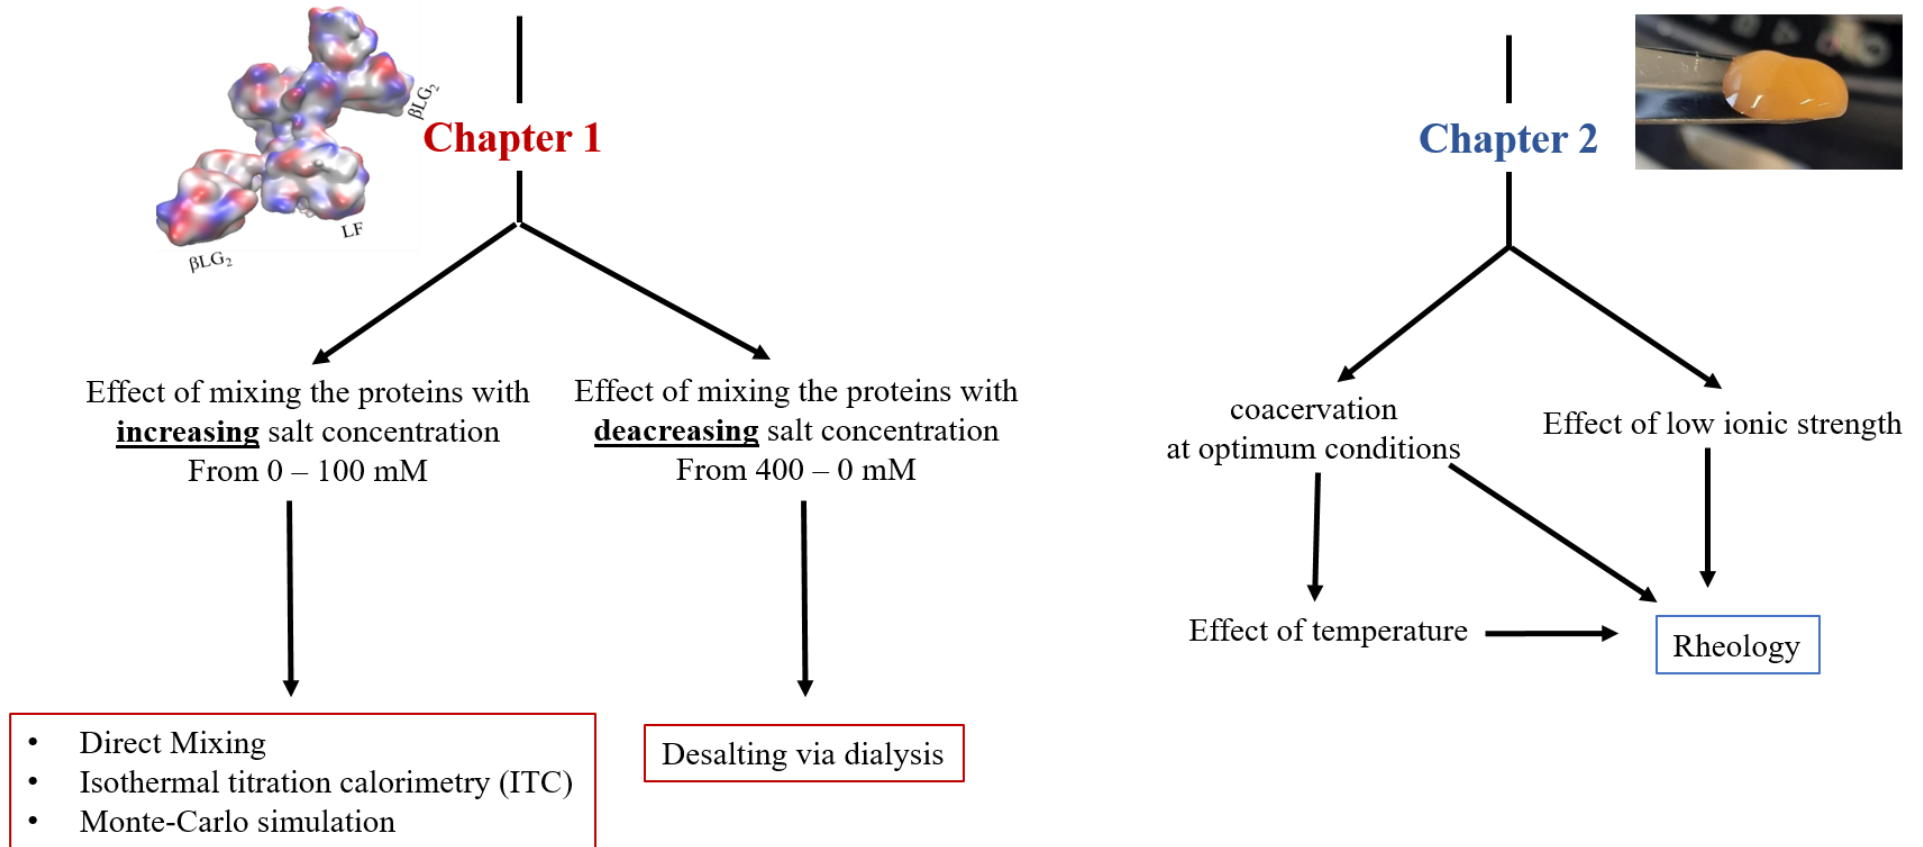 βLG₂
Chapter 1
LF
βLG₂
Effect of mixing the proteins with
increasing salt concentration
From 0 – 100 mM
Effect of mixing the proteins with
deacreasing salt concentration
From 400 – 0 mM
• Direct Mixing
• Isothermal titration calorimetry (ITC)
• Monte-Carlo simulation
Desalting via dialysis
Chapter 2
coacervation
at optimum conditions
Effect of low ionic strength
Effect of temperature
Rheology